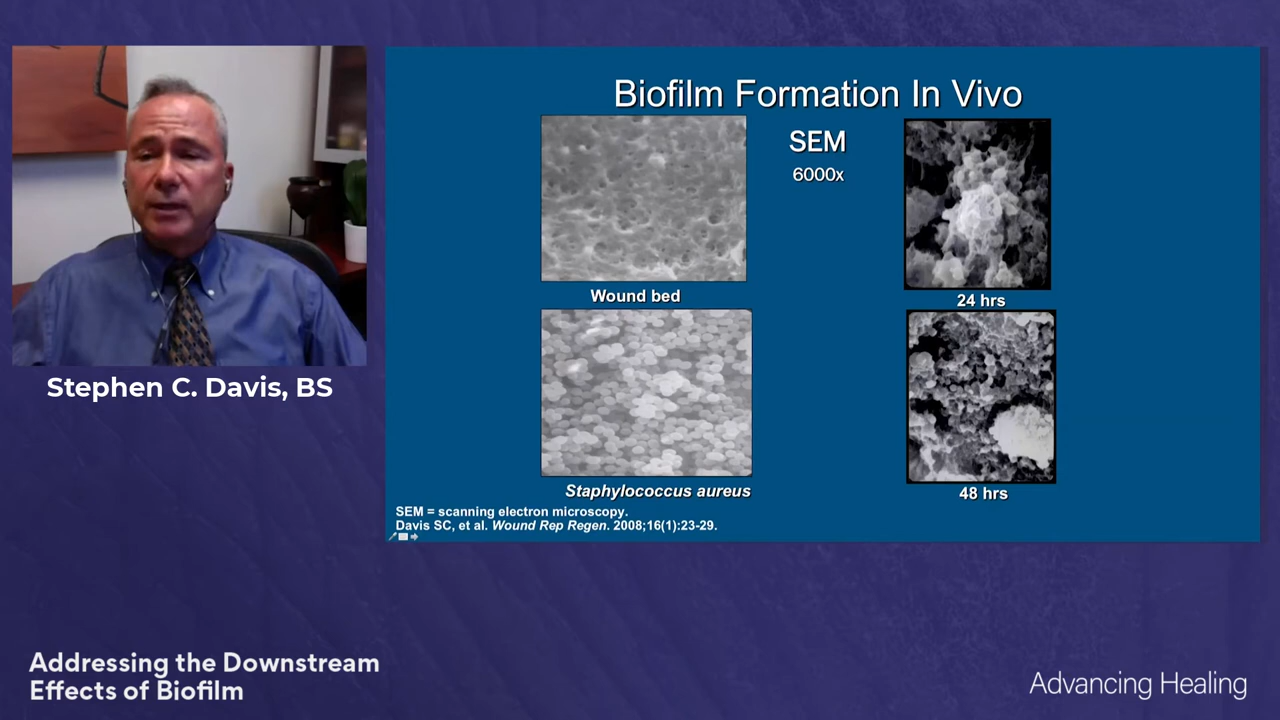 Biofilm Formation In Vivo
SEM
6000x
Wound bed
24 hrs
Staphylococcus aureus
48 hrs
SEM = scanning electron microscopy.
Davis SC, et al. Wound Rep Regen. 2008;16(1):23-29.
Stephen C. Davis, BS
Addressing the Downstream
Effects of Biofilm
Advancing Healing